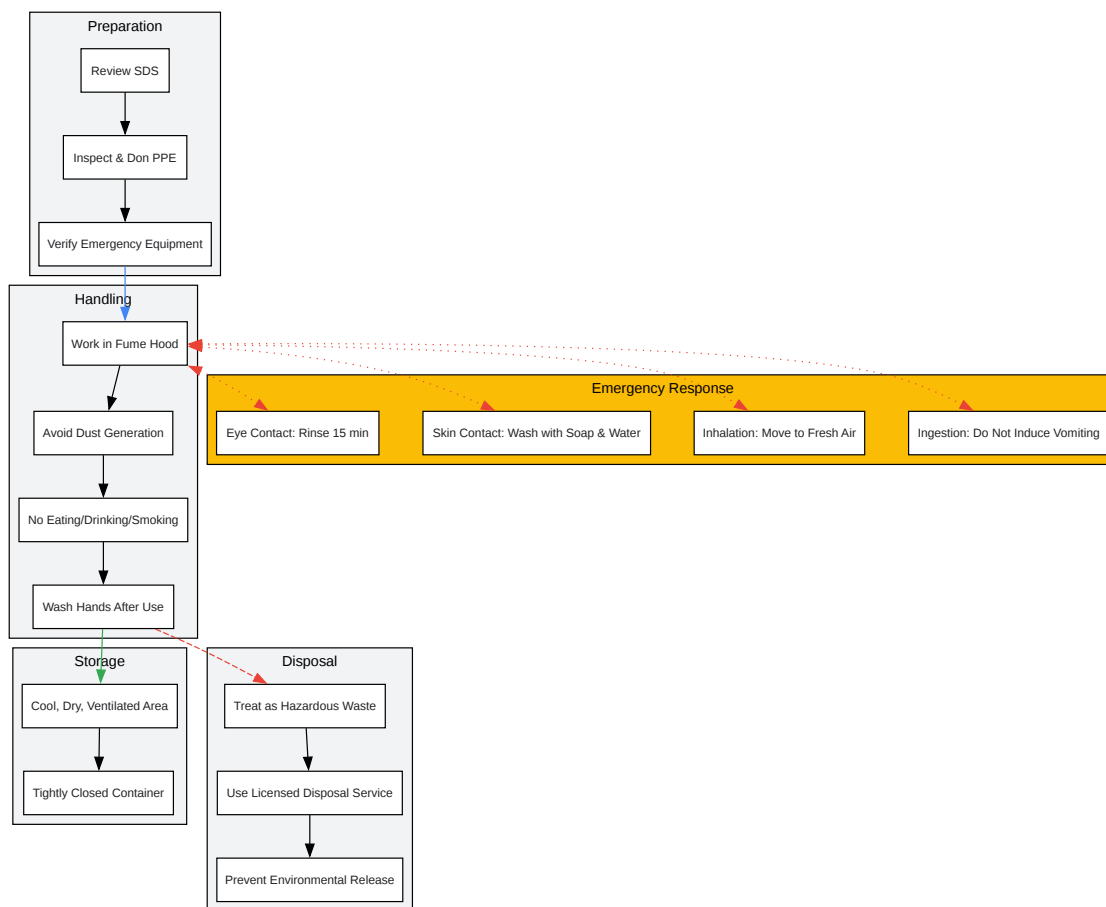 Preparation
Review SDS
Inspect & Don PPE
Verify Emergency Equipment
Handling
Work in Fume Hood
Avoid Dust Generation
No Eating/Drinking/Smoking
Wash Hands After Use
Emergency Response
Eye Contact: Rinse 15 min
Skin Contact: Wash with Soap & Water
Inhalation: Move to Fresh Air
Ingestion: Do Not Induce Vomiting
Storage
Cool, Dry, Ventilated Area
Tightly Closed Container
Disposal
Treat as Hazardous Waste
Use Licensed Disposal Service
Prevent Environmental Release